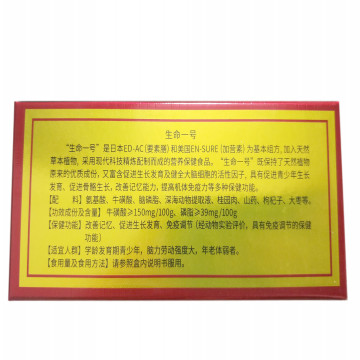 生命一号
“生命一号”是日本ED-AC(要素膳)和美国EN-SURE(加营素)为基本组方，加入天然
草本植物，采用现代科技精炼配制而成的营养保健食品。“生命一号”既保持了天然植物
原来的优质成份，又富含促进生长发育及健全大脑细胞的活性因子，具有促进青少年生长
发育、促进骨骼生长，改善记忆能力，提高机体免疫力等多种保健功能。
【配　　料】氨基酸、牛磺酸、脑磷脂、深海动物提取液、桂园肉、山药、枸杞子、大枣等。
【功效成份及含量】牛磺酸≥150mg/100g、磷脂≥39mg/100g
【保健功能】改善记忆、促进生长发育、免疫调节（经动物实验评价，具有免疫调节的保健
功能）
【适宜人群】学龄发育期青少年，脑力劳动强度大，年老体弱者。
【食用量及食用方法】请参照盒内说明书服用。